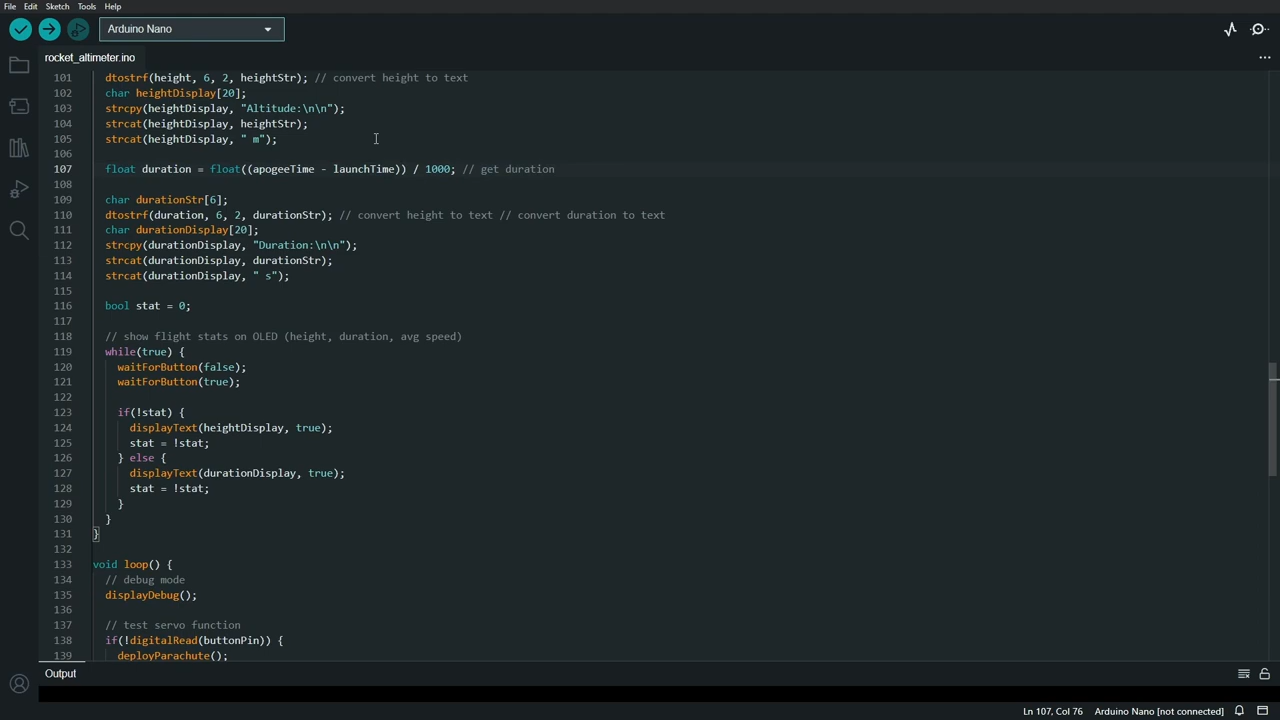 File Edit Sketch Tools Help
Arduino Nano
rocket_altimeter.ino
101 dtostrf(height, 6, 2, heightStr); // convert height to text
102 char heightDisplay[20];
103 strcpy(heightDisplay, "Altitude:\n\n");
104 strcat(heightDisplay, heightStr);
105 strcat(heightDisplay, " m");
106
107 float duration = float((apogeeTime - launchTime)) / 1000; // get duration
108
109 char durationStr[6];
110 dtostrf(duration, 6, 2, durationStr); // convert height to text // convert duration to text
111 char durationDisplay[20];
112 strcpy(durationDisplay, "Duration:\n\n");
113 strcat(durationDisplay, durationStr);
114 strcat(durationDisplay, " s");
115
116 bool stat = 0;
117
118 // show flight stats on OLED (height, duration, avg speed)
119 while(true) {
120 waitForButton(false);
121 waitForButton(true);
122
123 if(!stat) {
124 displayText(heightDisplay, true);
125 stat = !stat;
126 } else {
127 displayText(durationDisplay, true);
128 stat = !stat;
129 }
130 }
131 }
132
133 void loop() {
134 // debug mode
135 displayDebug();
136
137 // test servo function
138 if(!digitalRead(buttonPin)) {
139 deployParachute();
Output
Ln 107, Col 76 Arduino Nano [not connected]